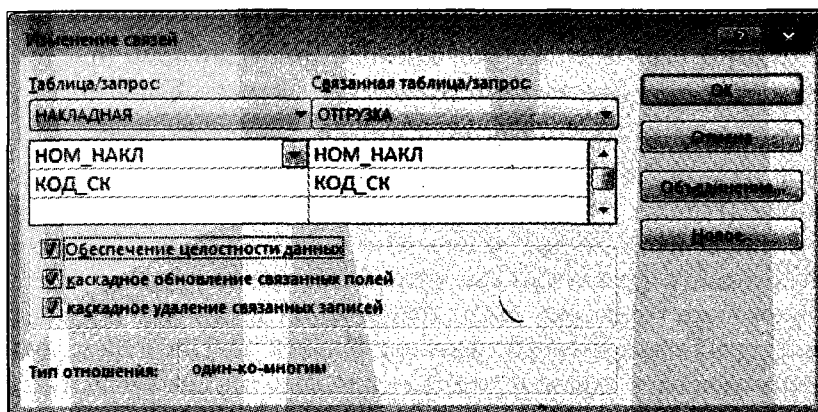 Изменение связей
Таблица/запрос: Связанная таблица/запрос:
НАКЛАДНАЯ ОТГРУЗКА
НОМ_НАКЛ НОМ_НАКЛ
КОД_СК КОД_СК
Обеспечение целостности данных
каскадное обновление связанных полей
каскадное удаление связанных записей
Тип отношения: один-ко-многим
ОК
Отмена
Объединение...
Новое...